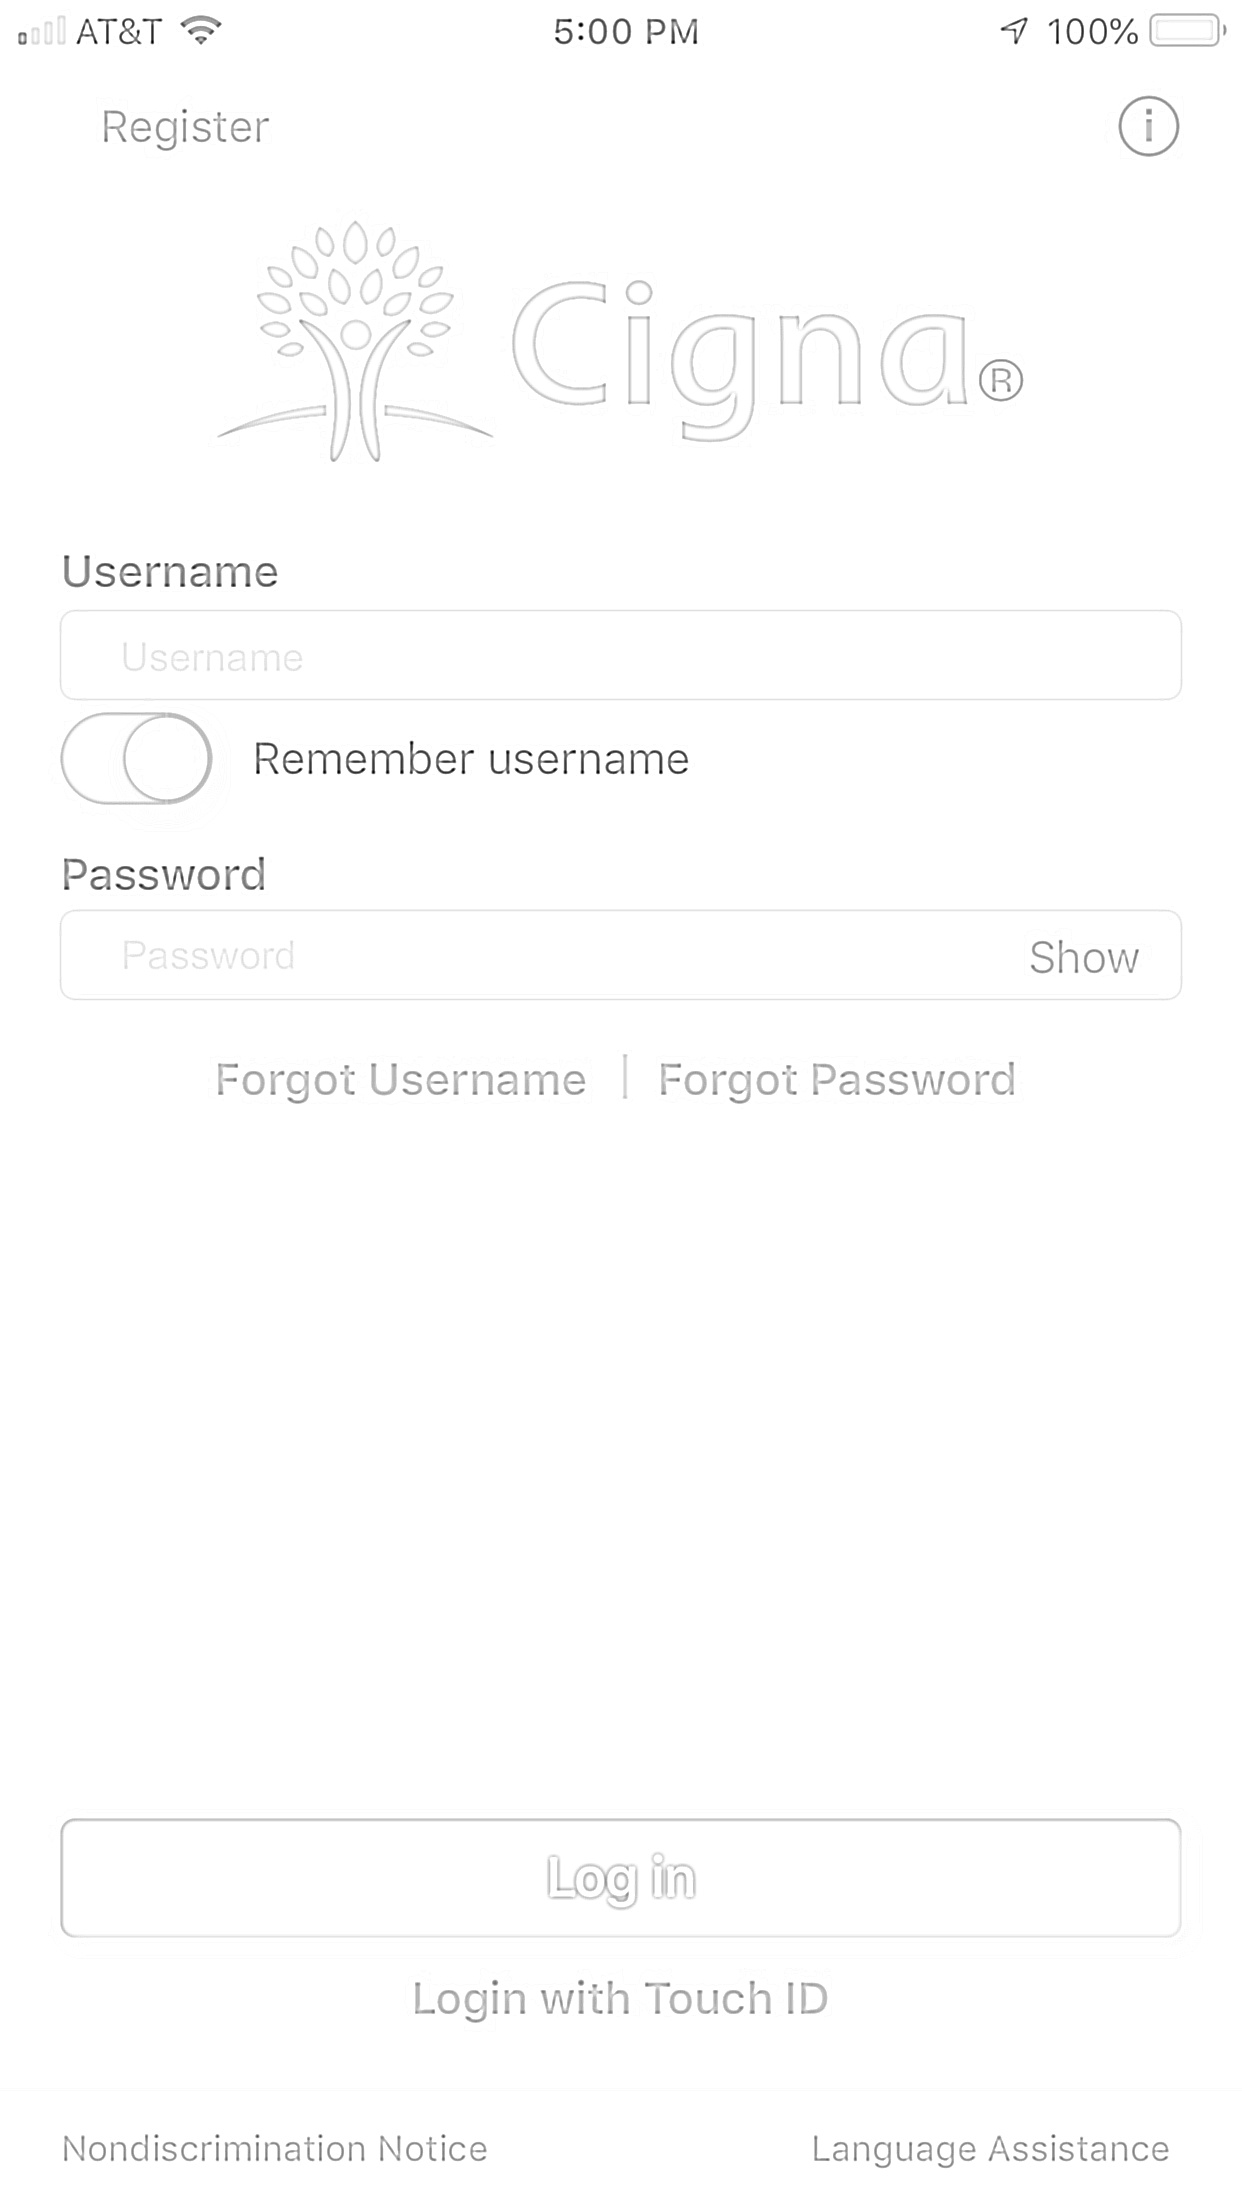 AT&T 5:00 PM 100%
Register
Cigna®
Username
Username
Remember username
Password
Password Show
Forgot Username | Forgot Password
Log in
Login with Touch ID
Nondiscrimination Notice Language Assistance